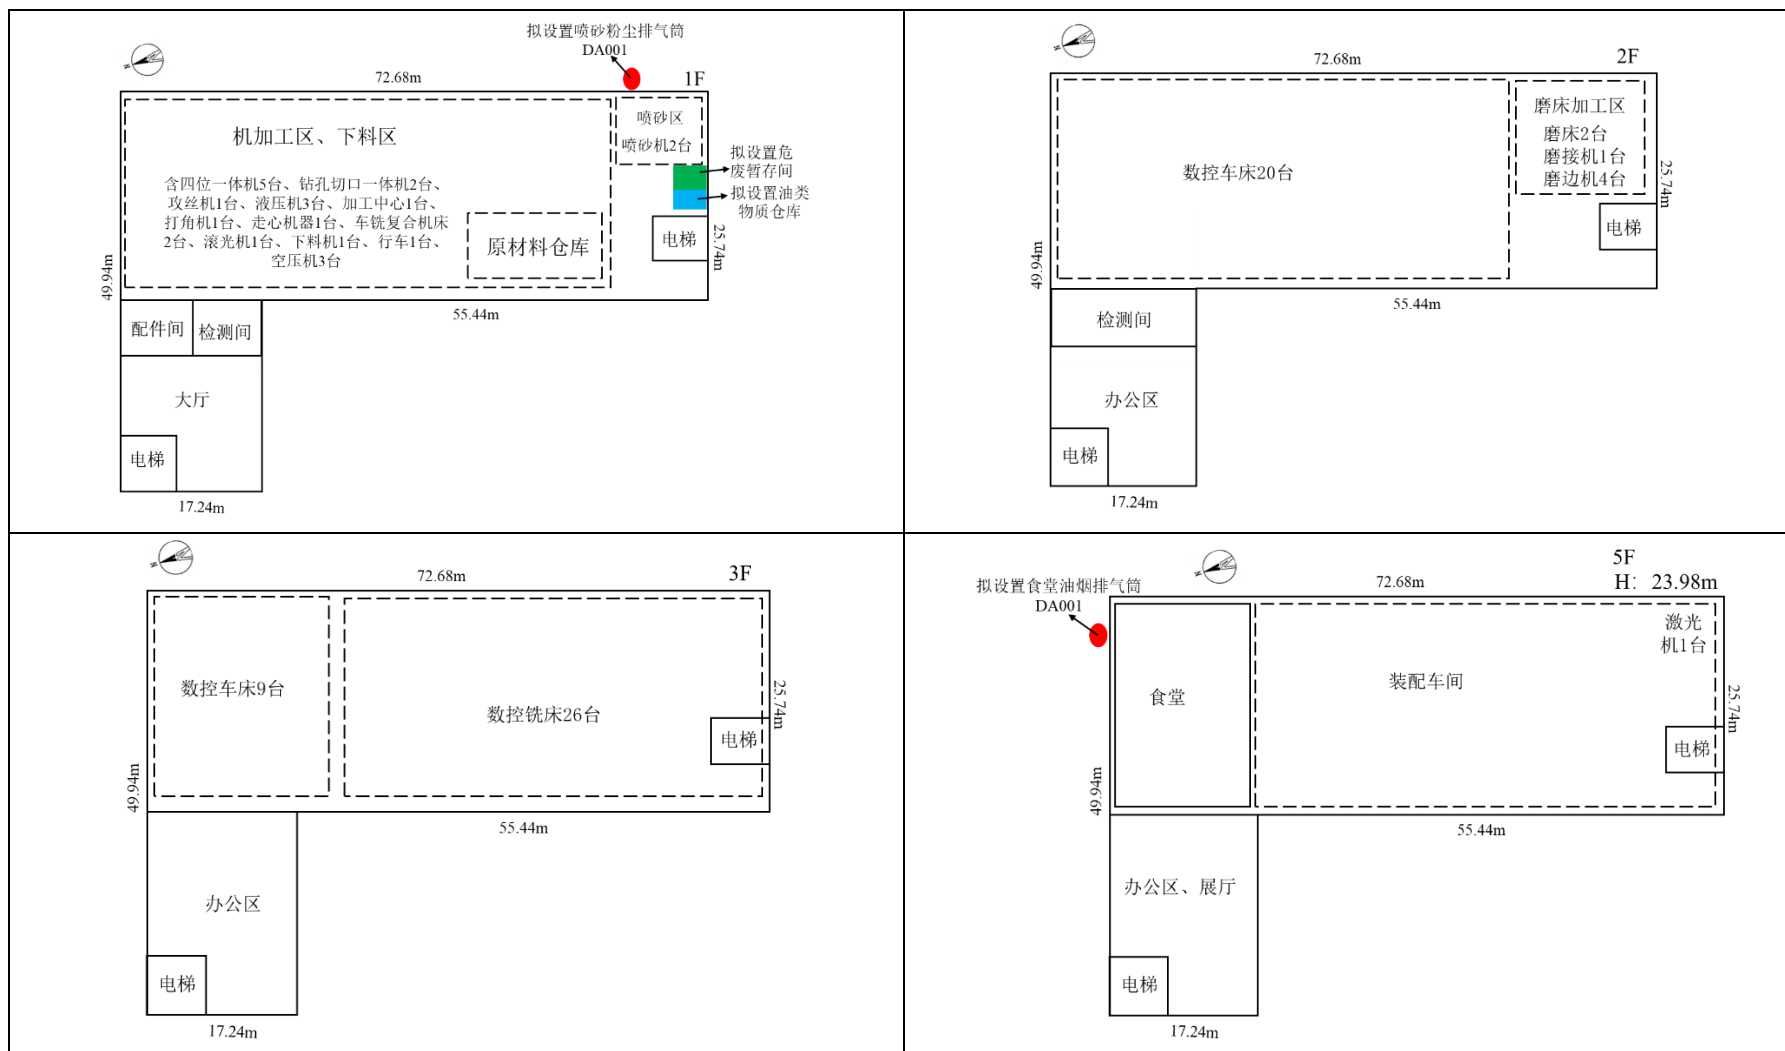 拟设置喷砂粉尘排气筒
DA001
N
72.68m
1F
机加工区、下料区
含四位一体机5台、钻孔切口一体机2台、
攻丝机1台、液压机3台、加工中心1台、
打角机1台、走心机器1台、车铣复合机床
2台、滚光机1台、下料机1台、行车1台、
空压机3台
原材料仓库
喷砂区
喷砂机2台
拟设置危
废暂存间
拟设置油类
物质仓库
电梯
25.74m
49.94m
55.44m
配件间
检测间
大厅
电梯
17.24m
N
72.68m
2F
数控车床20台
磨床加工区
磨床2台
磨接机1台
磨边机4台
25.74m
电梯
49.94m
55.44m
检测间
办公区
电梯
17.24m
N
72.68m
3F
数控车床9台
数控铣床26台
25.74m
电梯
49.94m
55.44m
办公区
电梯
17.24m
N
5F
H: 23.98m
72.68m
拟设置食堂油烟排气筒
DA001
激光
机1台
食堂
装配车间
25.74m
电梯
49.94m
55.44m
办公区、展厅
电梯
17.24m